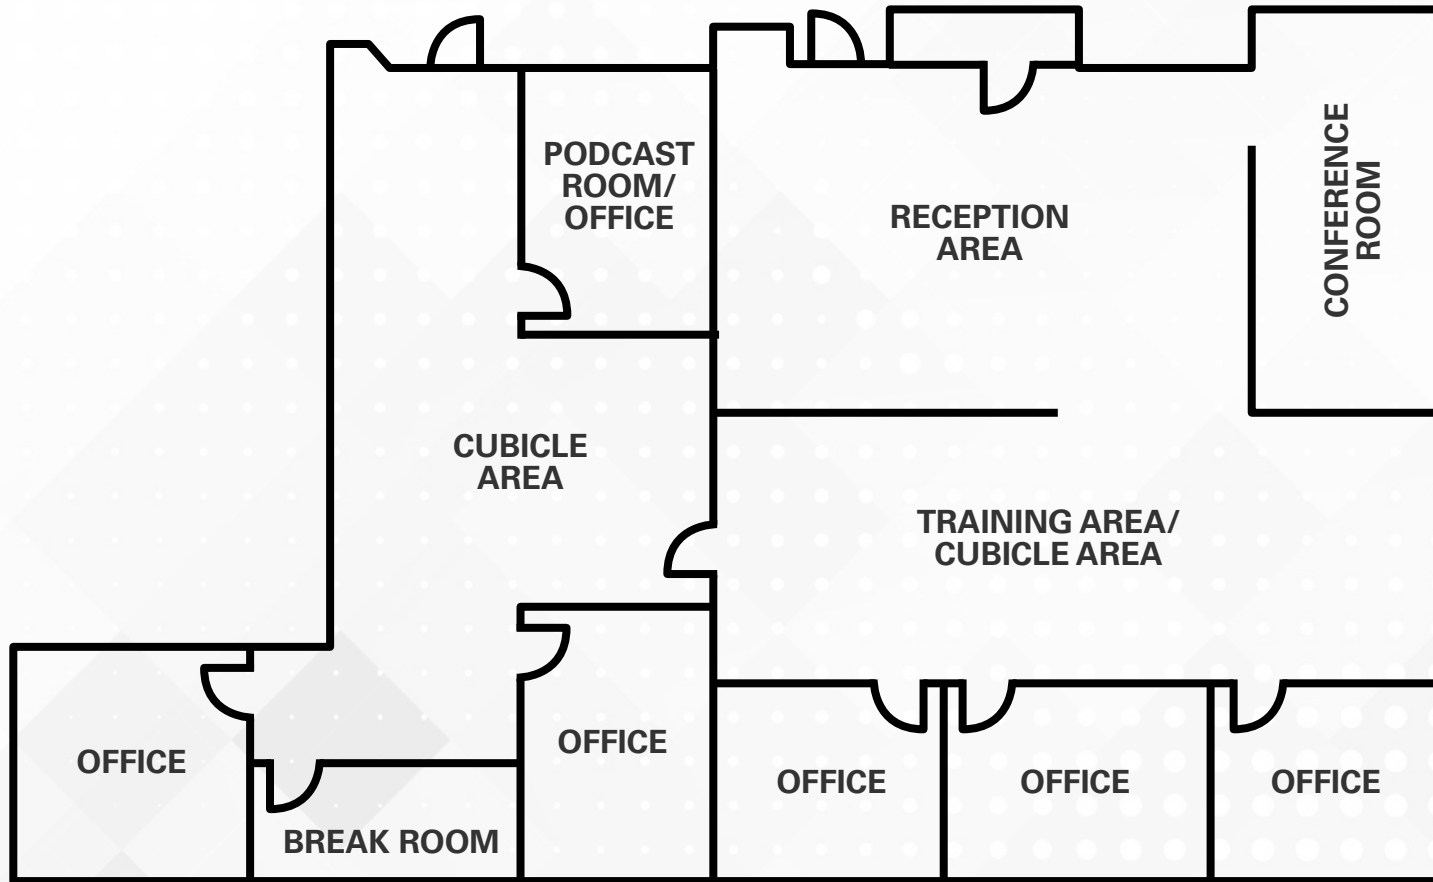 PODCAST
ROOM/
OFFICE
RECEPTION
AREA
CONFERENCE
ROOM
CUBICLE
AREA
TRAINING AREA/
CUBICLE AREA
OFFICE
BREAK ROOM
OFFICE
OFFICE
OFFICE
OFFICE